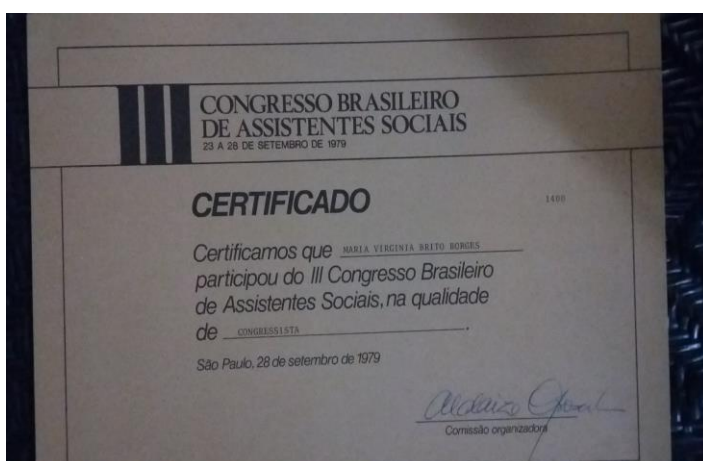 III CONGRESSO BRASILEIRO
DE ASSISTENTES SOCIAIS
23 A 28 DE SETEMBRO DE 1979
CERTIFICADO
1400
Certificamos que MARIA VIRGINIA BRITO BORGES
participou do III Congresso Brasileiro
de Assistentes Sociais, na qualidade
de CONGRESSISTA.
São Paulo, 28 de setembro de 1979
Comissão organizadora